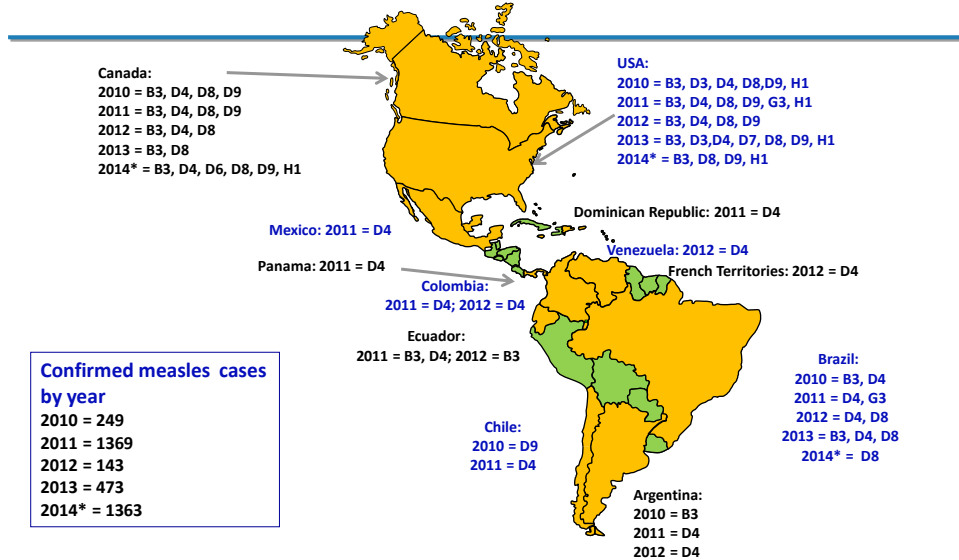 Canada:
2010 = B3, D4, D8, D9
2011 = B3, D4, D8, D9
2012 = B3, D4, D8
2013 = B3, D8
2014* = B3, D4, D6, D8, D9, H1
USA:
2010 = B3, D3, D4, D8,D9, H1
2011 = B3, D4, D8, D9, G3, H1
2012 = B3, D4, D8, D9
2013 = B3, D3,D4, D7, D8, D9, H1
2014* = B3, D8, D9, H1
Dominican Republic: 2011 = D4
Mexico: 2011 = D4
Venezuela: 2012 = D4
Panama: 2011 = D4
French Territories: 2012 = D4
Colombia:
2011 = D4; 2012 = D4
Ecuador:
2011 = B3, D4; 2012 = B3
Brazil:
2010 = B3, D4
2011 = D4, G3
2012 = D4, D8
2013 = B3, D4, D8
2014* = D8
Confirmed measles cases
by year
2010 = 249
2011 = 1369
2012 = 143
2013 = 473
2014* = 1363
Chile:
2010 = D9
2011 = D4
Argentina:
2010 = B3
2011 = D4
2012 = D4